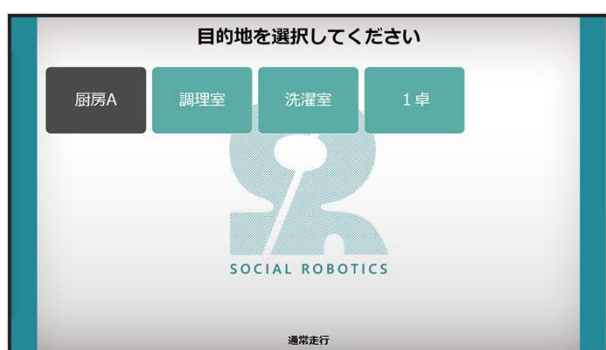 目的地を選択してください
厨房A
調理室
洗濯室
1卓
SOCIAL ROBOTICS
通常走行